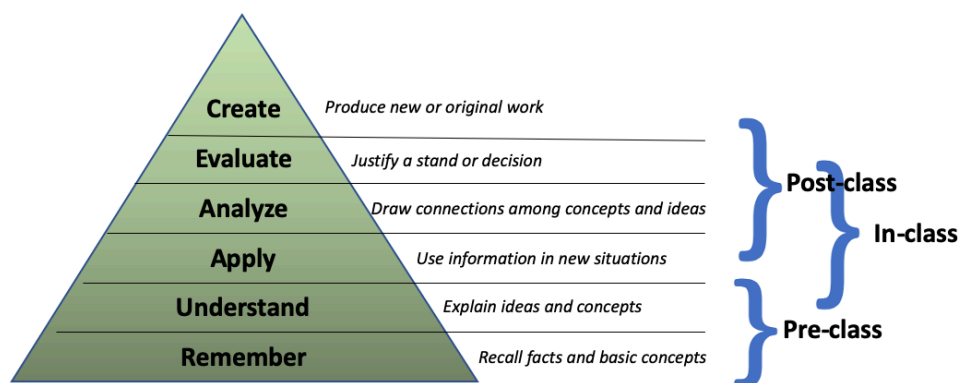 Create
Produce new or original work
Evaluate
Justify a stand or decision
Analyze
Draw connections among concepts and ideas
Apply
Use information in new situations
Understand
Explain ideas and concepts
Remember
Recall facts and basic concepts
Post-class
In-class
Pre-class